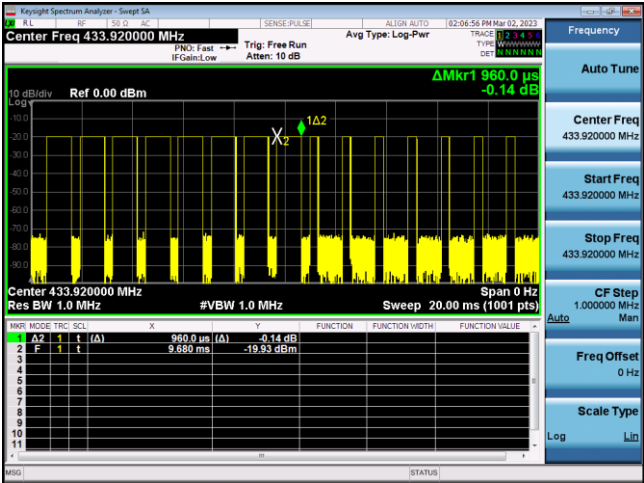 Keysight Spectrum Analyzer - Swept SA
RL RF 50 Ω AC SENSE:PULSE ALIGN AUTO 02:06:56 PM Mar 02, 2023
Center Freq 433.920000 MHz
PNO: Fast
IFGain:Low
Trig: Free Run
Atten: 10 dB
Avg Type: Log-Pwr
TRACE 1 2 3 4 5 6
TYPE WWWWWW
DET N N N N N N
ΔMkr1 960.0 µs
-0.14 dB
10 dB/div Ref 0.00 dBm
Log
-10.0
-20.0
-30.0
-40.0
-50.0
-60.0
-70.0
-80.0
-90.0
X2
1Δ2
Center 433.920000 MHz Span 0 Hz
Res BW 1.0 MHz #VBW 1.0 MHz Sweep 20.00 ms (1001 pts)
MKR MODE TRC SCL X Y FUNCTION FUNCTION WIDTH FUNCTION VALUE
1 Δ2 1 t (Δ) 960.0 µs (Δ) -0.14 dB
2 F 1 t 9.680 ms -19.93 dBm
3
4
5
6
7
8
9
10
11
MSG STATUS
Frequency
Auto Tune
Center Freq
433.920000 MHz
Start Freq
433.920000 MHz
Stop Freq
433.920000 MHz
CF Step
1.000000 MHz
Auto Man
Freq Offset
0 Hz
Scale Type
Log Lin